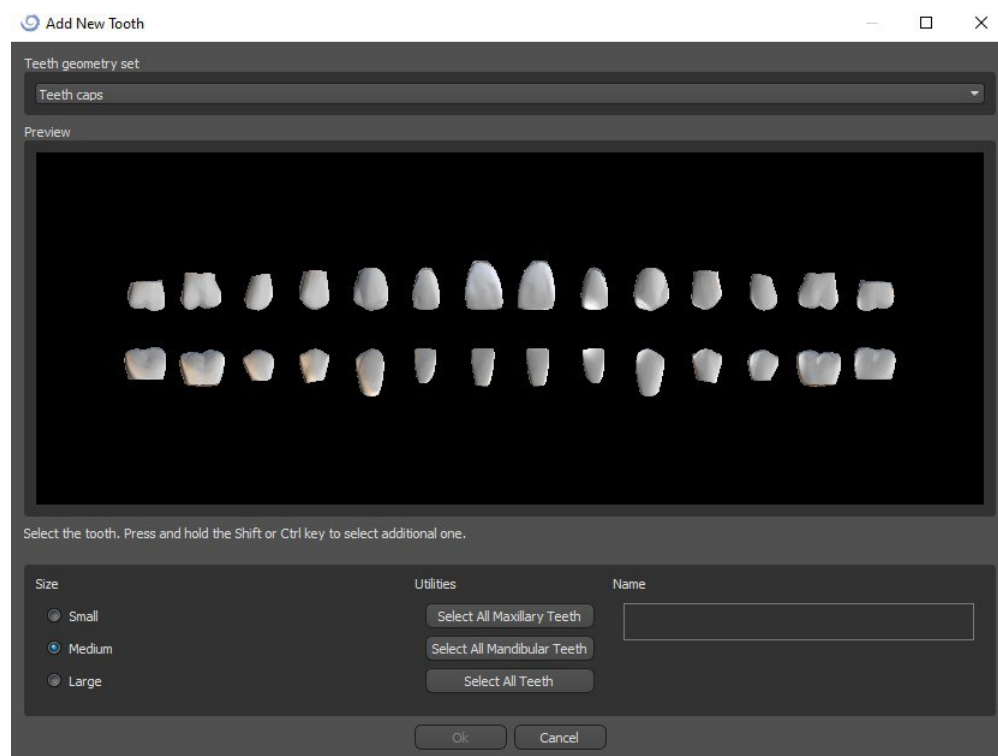 Add New Tooth
Teeth geometry set
Teeth caps
Preview
Select the tooth. Press and hold the Shift or Ctrl key to select additional one.
Size
Utilities
Name
Small
Select All Maxillary Teeth
Medium
Select All Mandibular Teeth
Large
Select All Teeth
Ok
Cancel